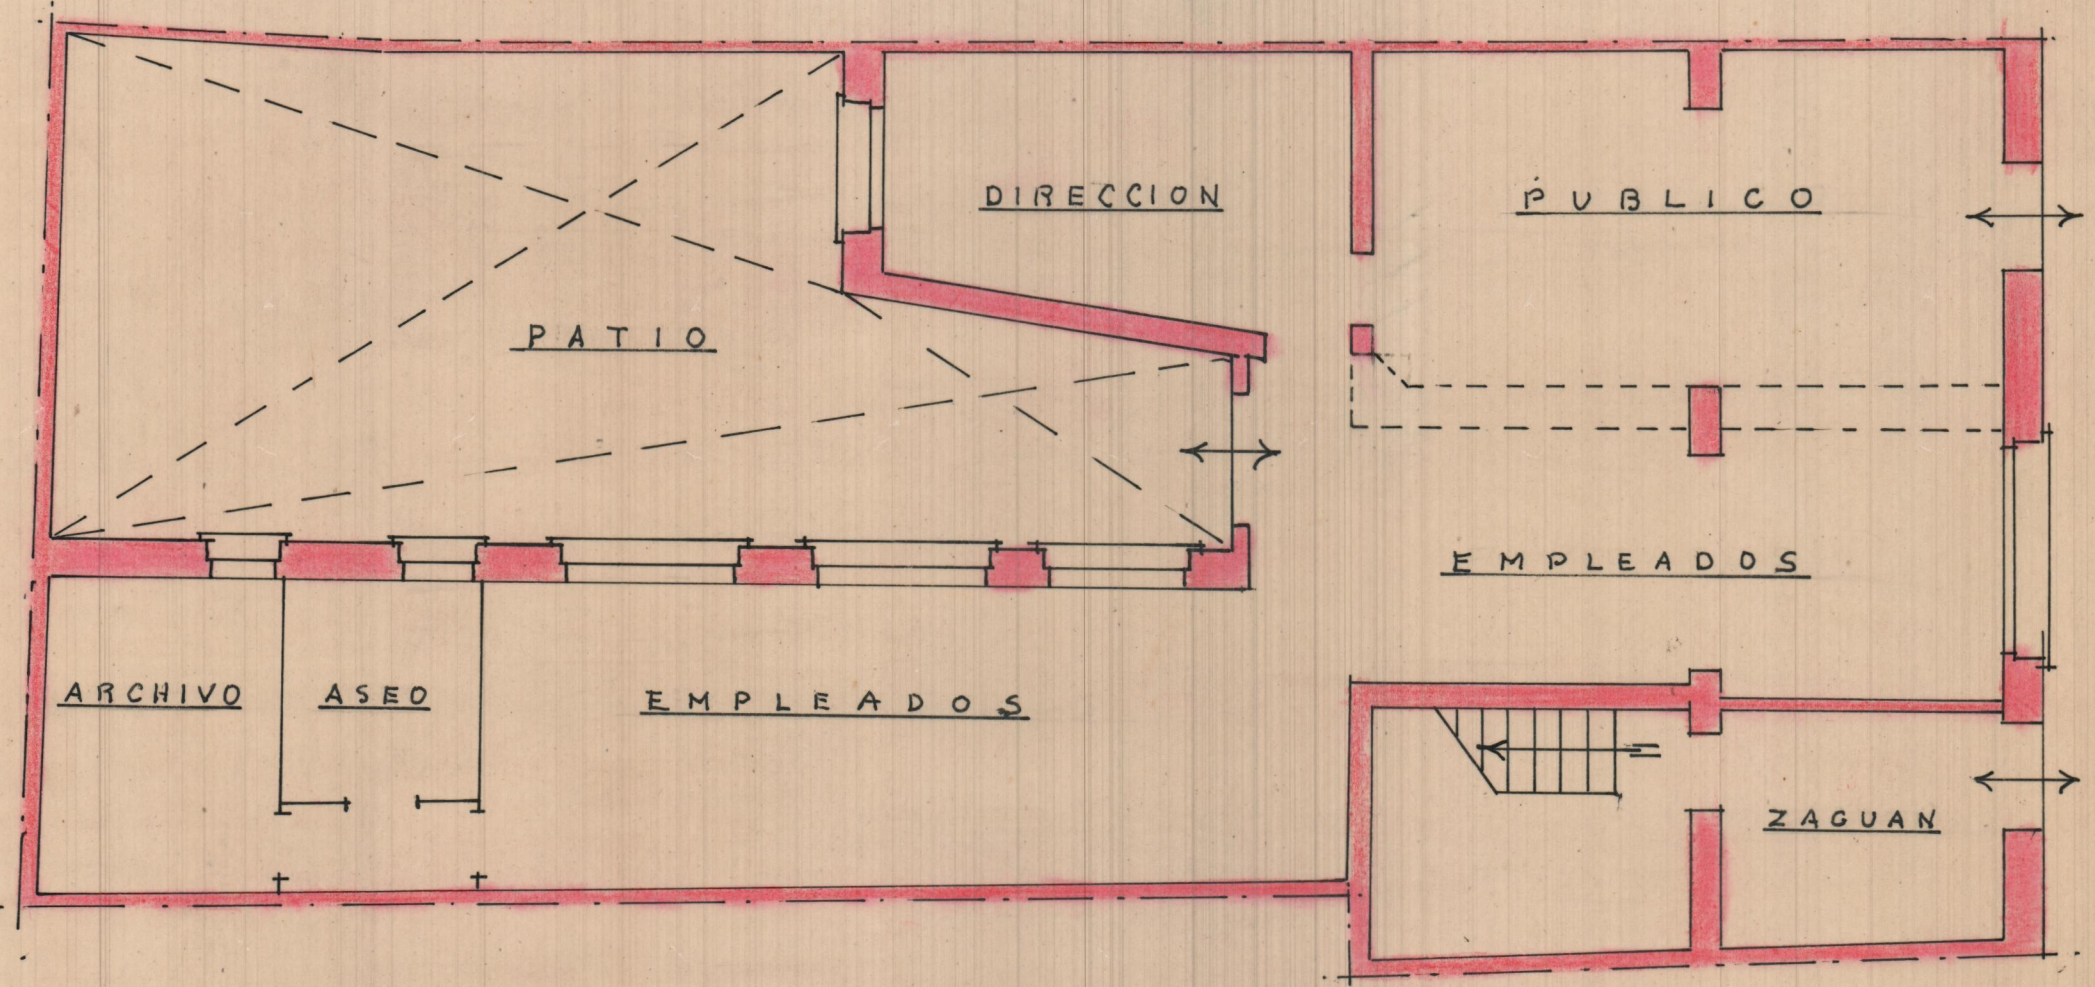 DIRECCION
PUBLICO
PATIO
EMPLEADOS
ARCHIVO
ASEO
EMPLEADOS
ZAGUAN